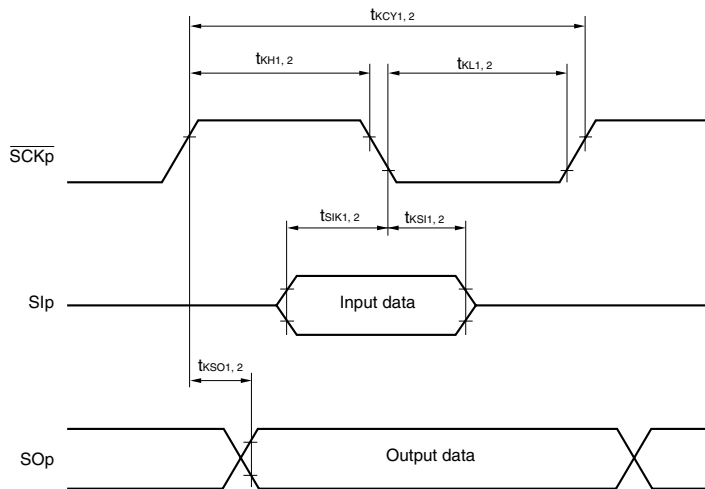 tKCY1, 2
tKH1, 2
tKL1, 2
SCKp
tSIK1, 2
tKSI1, 2
SIp
Input data
tKSO1, 2
SOp
Output data